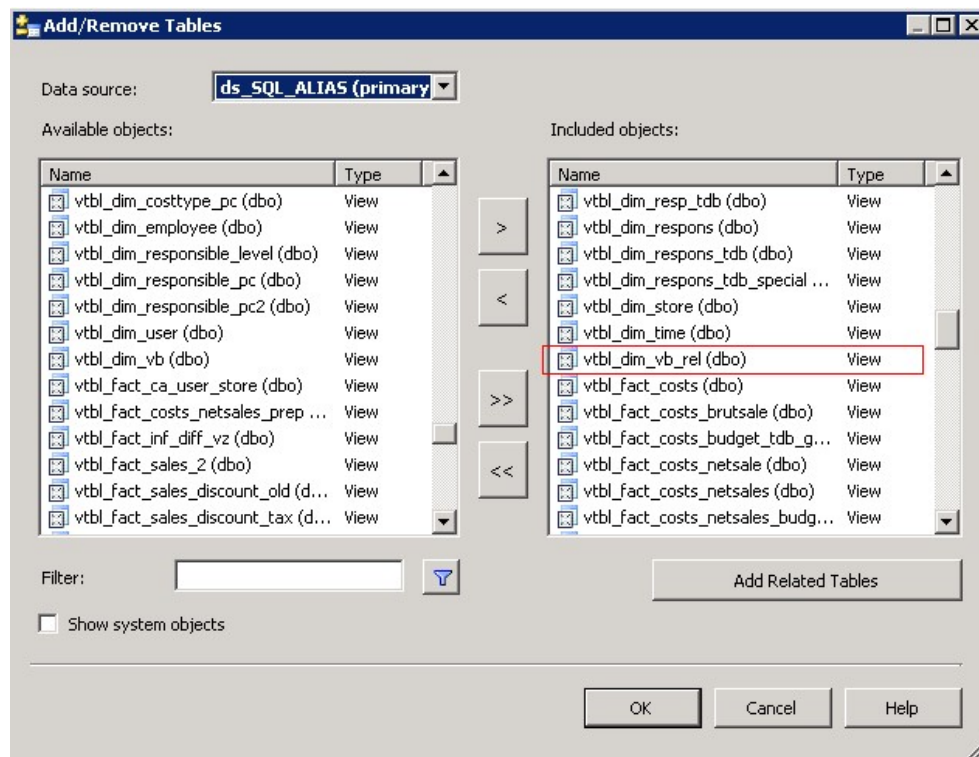 Add/Remove Tables
Data source: ds_SQL_ALIAS (primary
Available objects:
Name Type
vtbl_dim_costtype_pc (dbo) View
vtbl_dim_employee (dbo) View
vtbl_dim_responsible_level (dbo) View
vtbl_dim_responsible_pc (dbo) View
vtbl_dim_responsible_pc2 (dbo) View
vtbl_dim_user (dbo) View
vtbl_dim_vb (dbo) View
vtbl_fact_ca_user_store (dbo) View
vtbl_fact_costs_netsales_prep ... View
vtbl_fact_inf_diff_vz (dbo) View
vtbl_fact_sales_2 (dbo) View
vtbl_fact_sales_discount_old (d... View
vtbl_fact_sales_discount_tax (d... View
>
<
>>
<<
Included objects:
Name Type
vtbl_dim_resp_tdb (dbo) View
vtbl_dim_respons (dbo) View
vtbl_dim_respons_tdb (dbo) View
vtbl_dim_respons_tdb_special ... View
vtbl_dim_store (dbo) View
vtbl_dim_time (dbo) View
vtbl_dim_vb_rel (dbo) View
vtbl_fact_costs (dbo) View
vtbl_fact_costs_brutsale (dbo) View
vtbl_fact_costs_budget_tdb_g... View
vtbl_fact_costs_netsale (dbo) View
vtbl_fact_costs_netsales (dbo) View
vtbl_fact_costs_netsales_budg... View
Filter:
Add Related Tables
Show system objects
OK Cancel Help